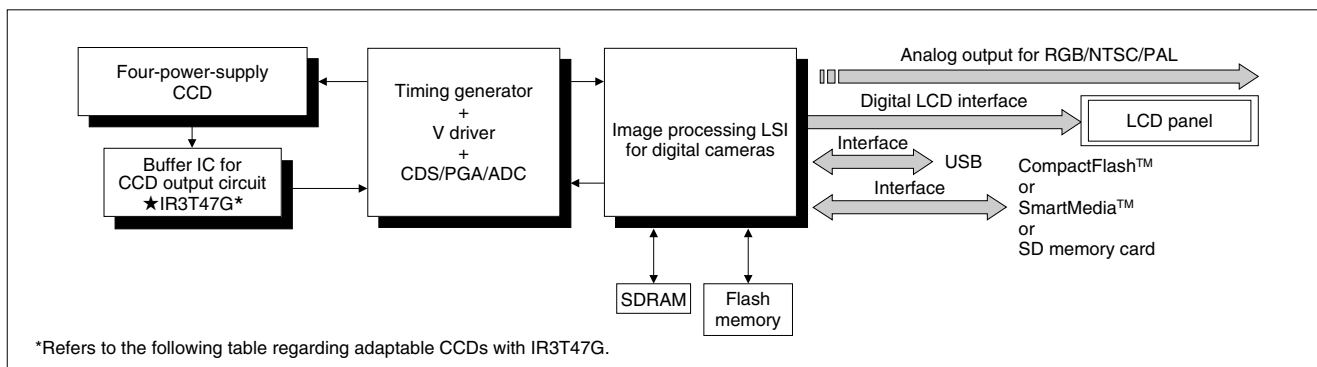 Four-power-supply
CCD
Buffer IC for
CCD output circuit
★IR3T47G*
Timing generator
+
V driver
+
CDS/PGA/ADC
Image processing LSI
for digital cameras
SDRAM
Flash
memory
Analog output for RGB/NTSC/PAL
Digital LCD interface
LCD panel
Interface
USB
Interface
CompactFlash™
or
SmartMedia™
or
SD memory card
*Refers to the following table regarding adaptable CCDs with IR3T47G.